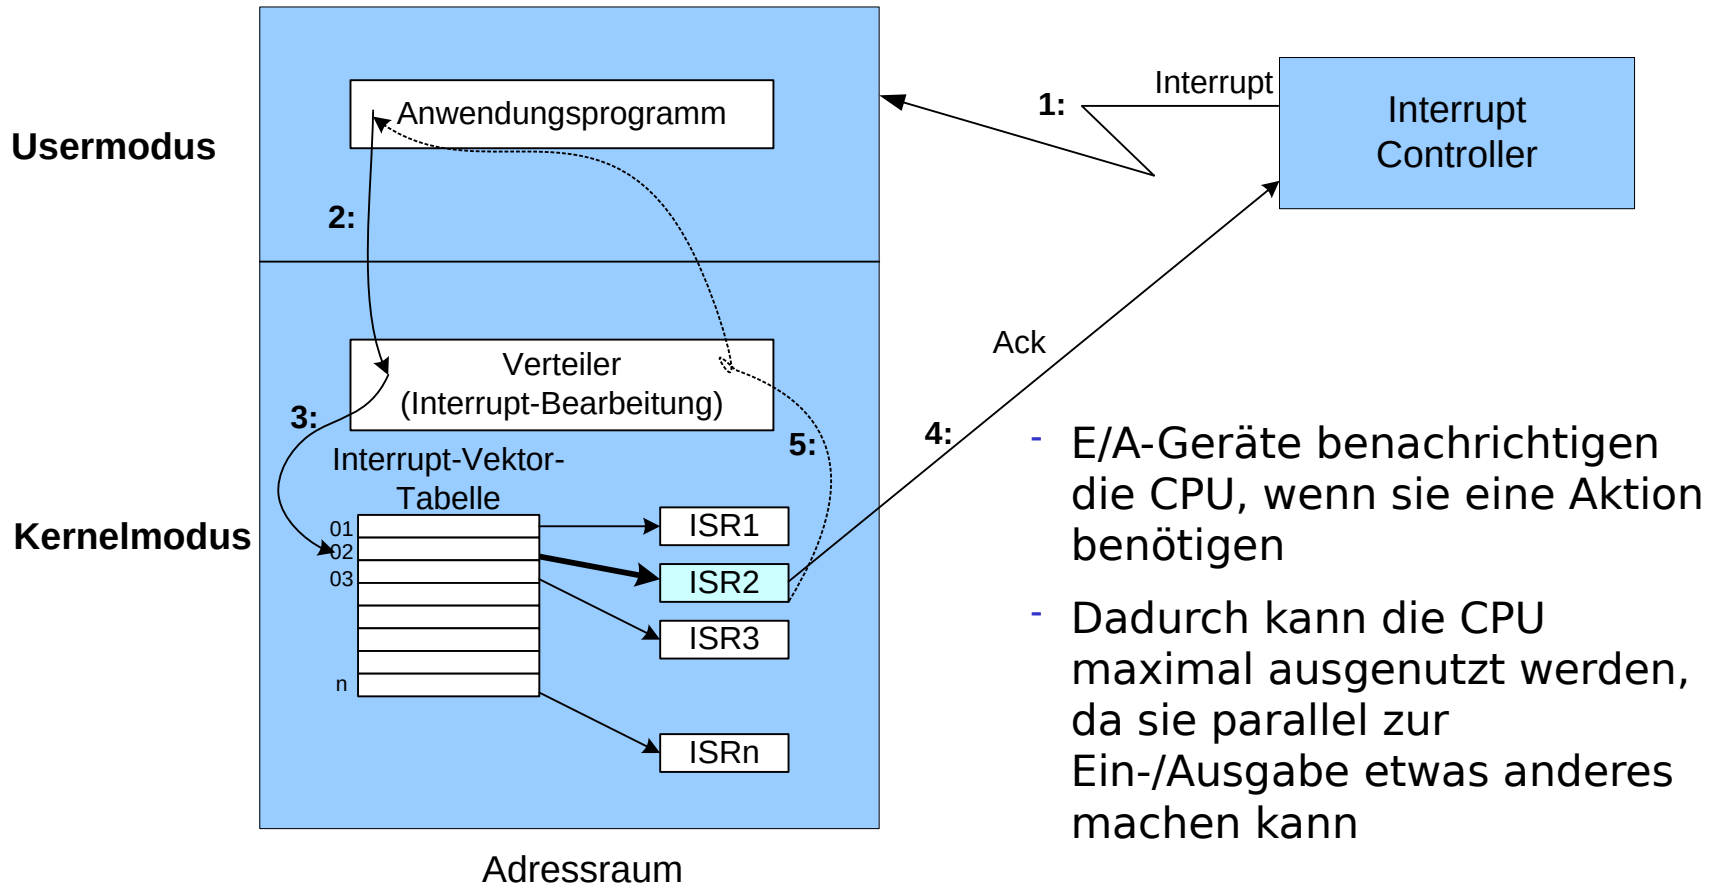 Usermodus
Anwendungsprogramm
1:
Interrupt
Interrupt
Controller
2:
Kernelmodus
Verteiler
(Interrupt-Bearbeitung)
3:
Interrupt-Vektor-
Tabelle
01
02
03
n
ISR1
ISR2
ISR3
ISRn
5:
4:
Ack
Adressraum
- E/A-Geräte benachrichtigen
die CPU, wenn sie eine Aktion
benötigen
- Dadurch kann die CPU
maximal ausgenutzt werden,
da sie parallel zur
Ein-/Ausgabe etwas anderes
machen kann